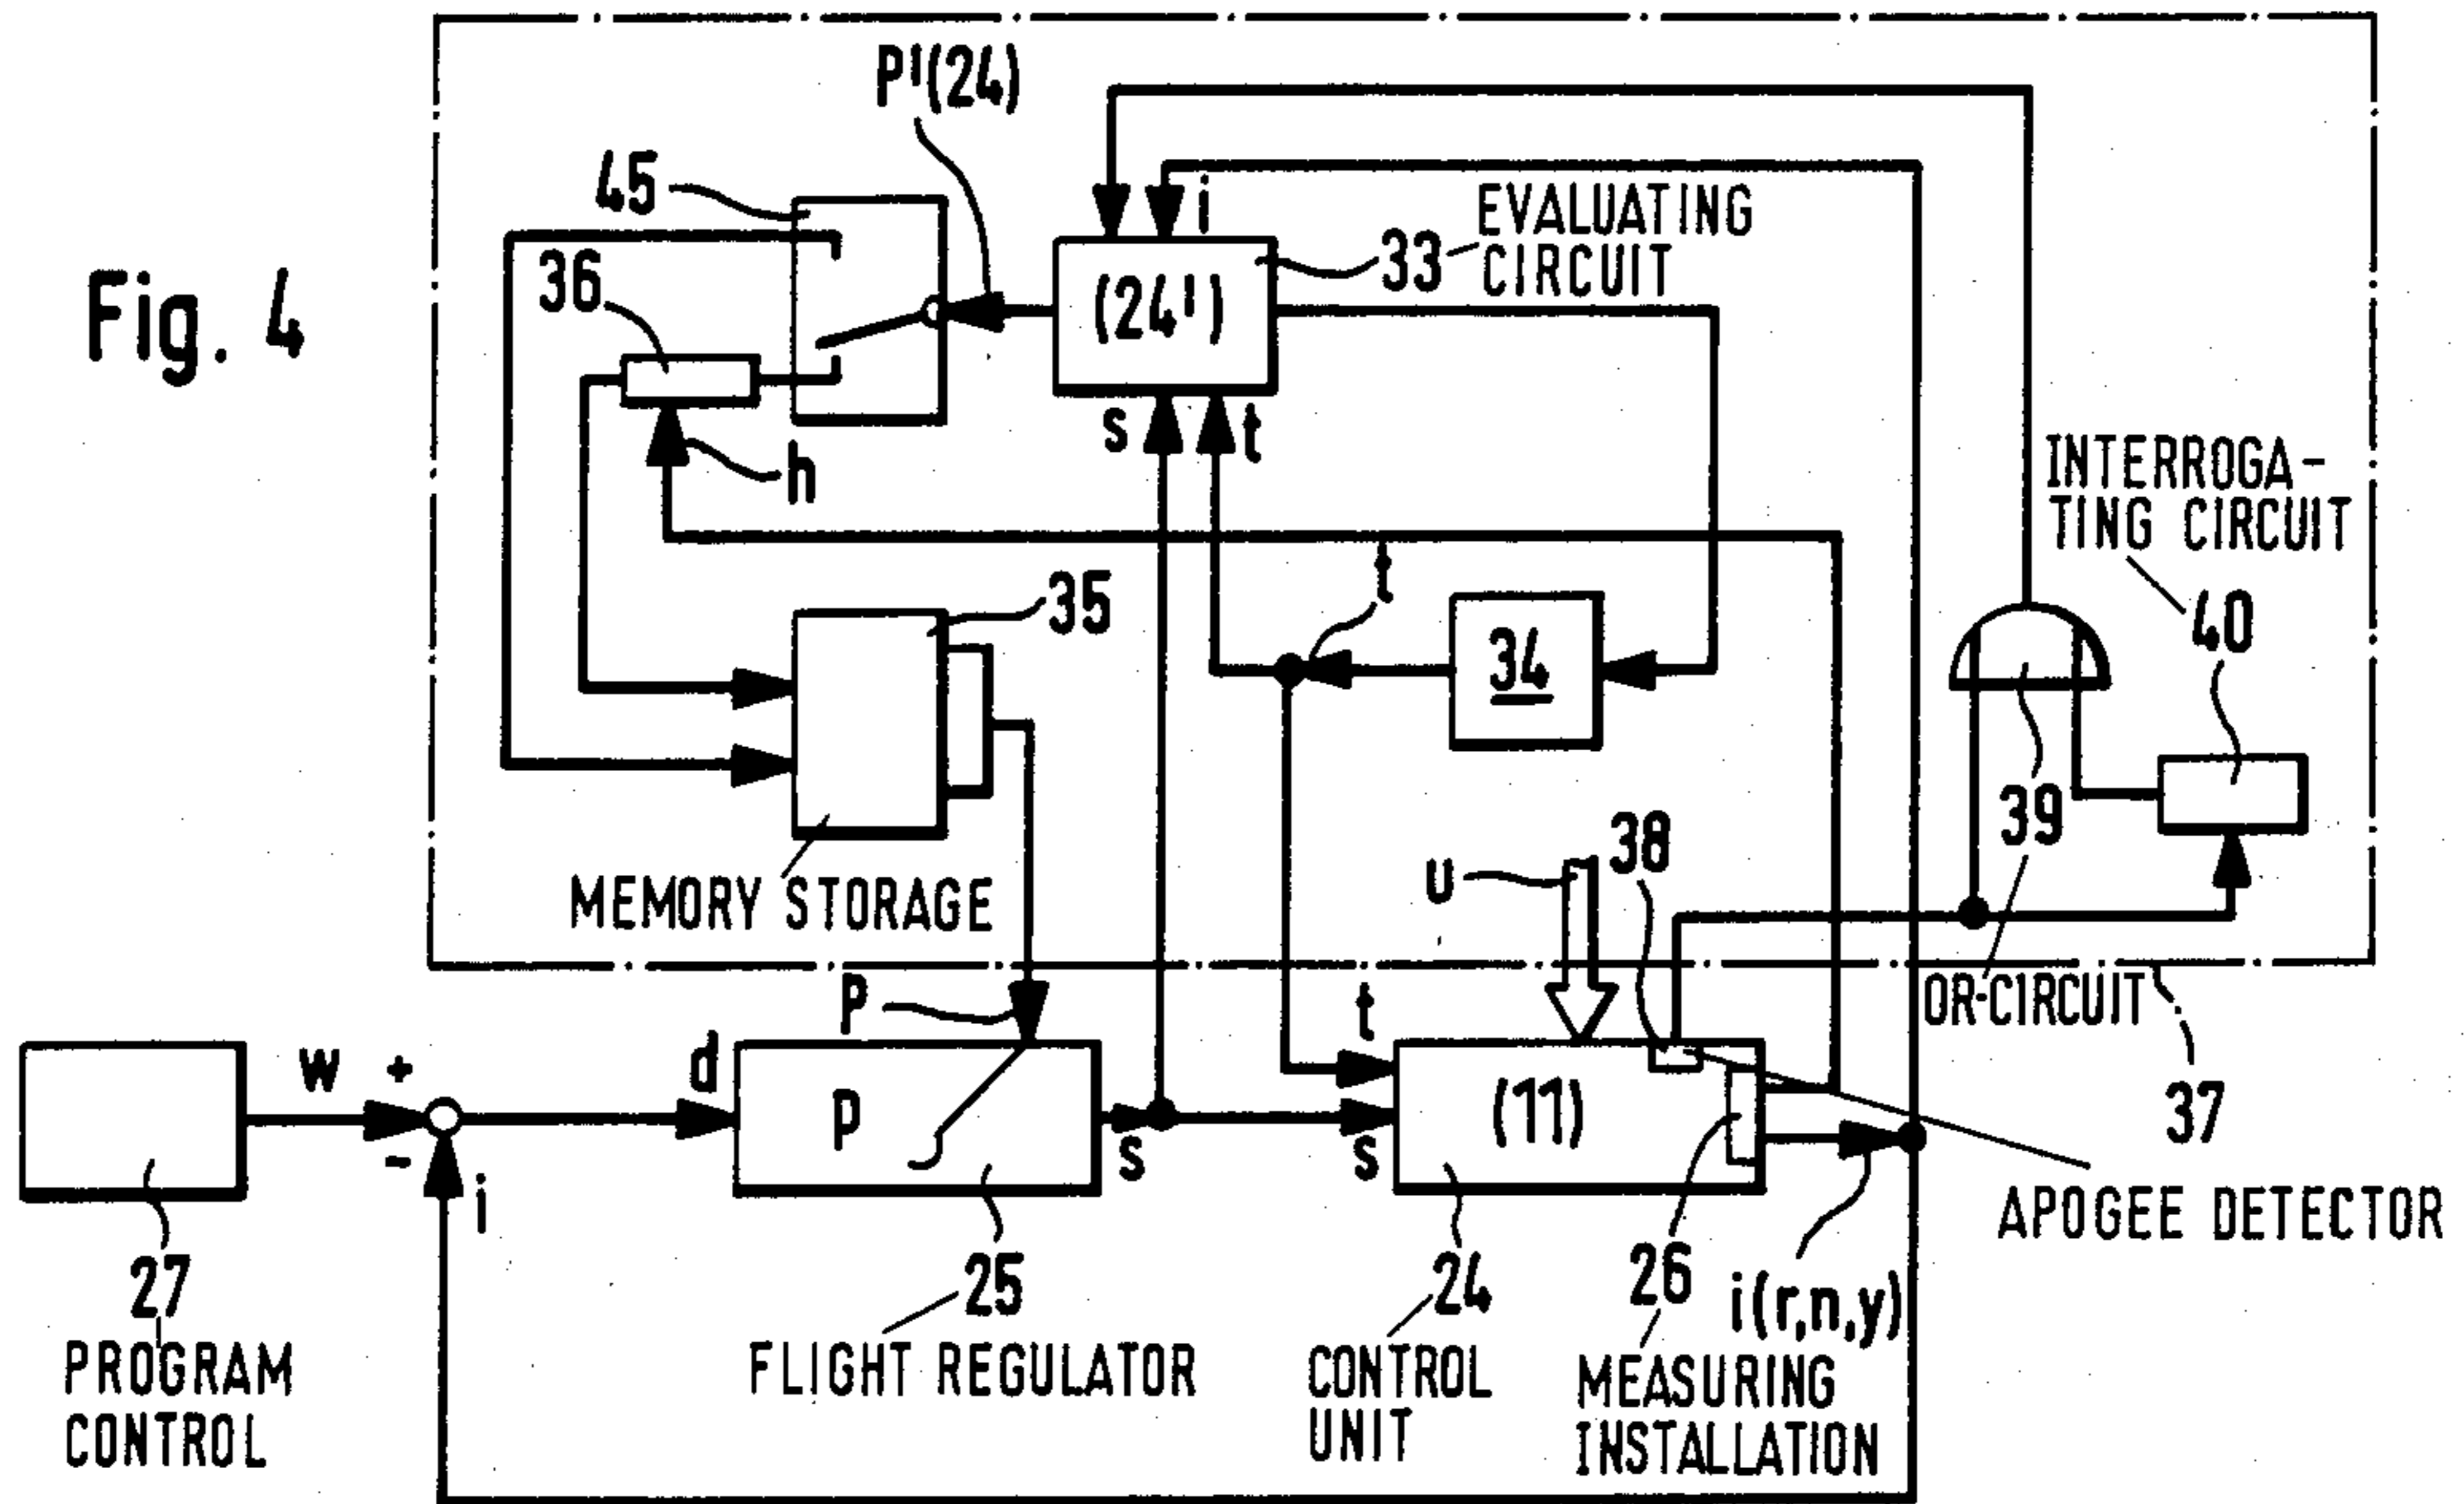 Fig. 4
P'(24)
45
36
i
33
EVALUATING
CIRCUIT
(24')
s
t
h
INTERROGA-
TING CIRCUIT
t
35
34
40
39
38
u
MEMORY STORAGE
P
t
OR-CIRCUIT
w
+
-
i
d
P
s
s
(11)
37
APOGEE DETECTOR
27
25
24
26
i(r,n,y)
PROGRAM
CONTROL
FLIGHT REGULATOR
CONTROL
UNIT
MEASURING
INSTALLATION